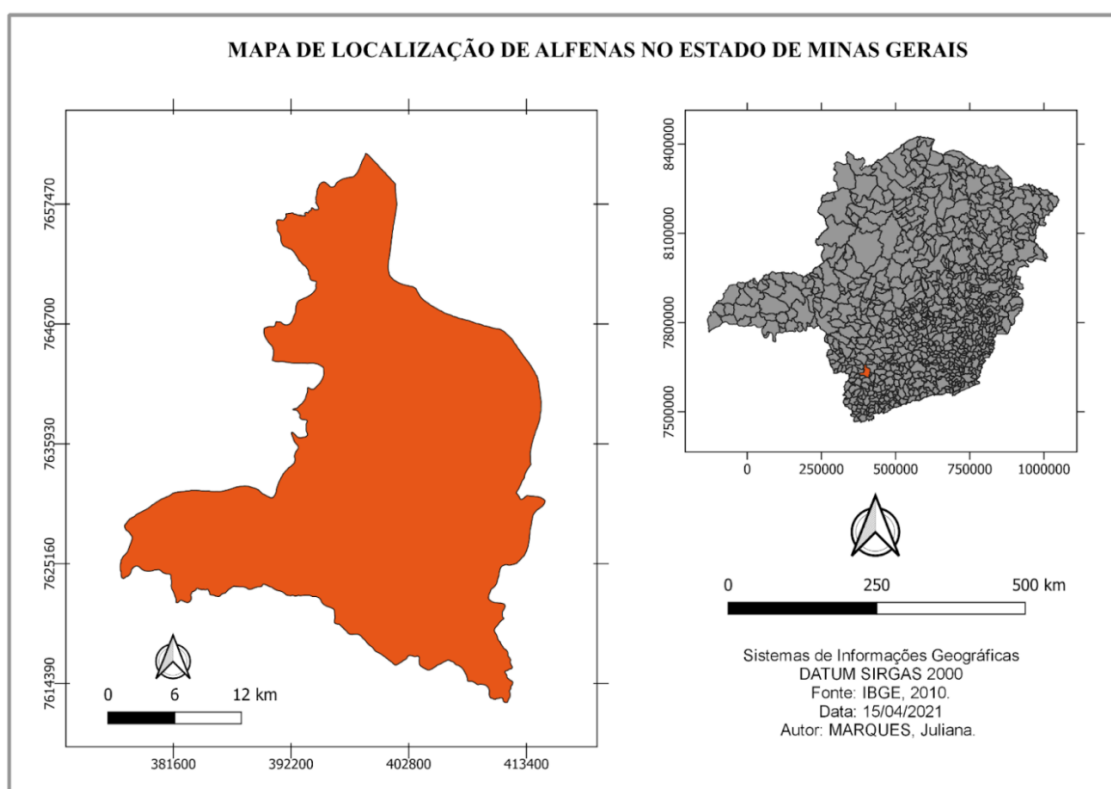 MAPA DE LOCALIZAÇÃO DE ALFENAS NO ESTADO DE MINAS GERAIS
7657470
7646700
7635930
7625160
7614390
0 6 12 km
381600 392200 402800 413400
8400000
8100000
7800000
7500000
0 250000 500000 750000 1000000
0 250 500 km
Sistemas de Informações Geográficas
DATUM SIRGAS 2000
Fonte: IBGE, 2010.
Data: 15/04/2021
Autor: MARQUES, Juliana.